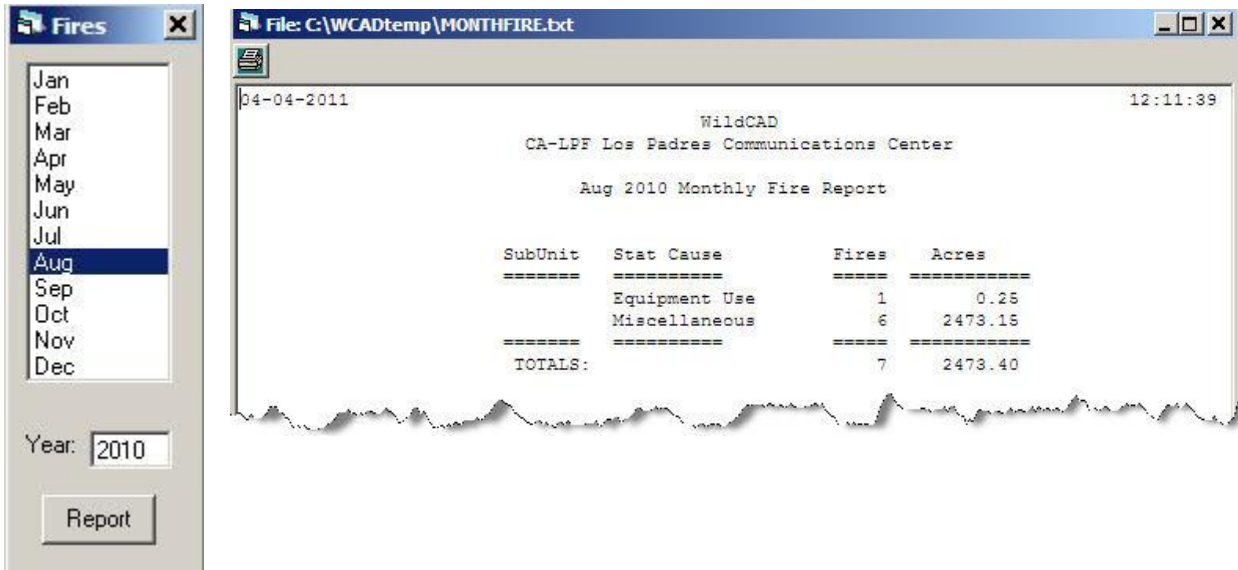 Fires
Jan
Feb
Mar
Apr
May
Jun
Jul
Aug
Sep
Oct
Nov
Dec
Year: 2010
Report
File: C:\WCADtemp\MONTHFIRE.txt
04-04-2011 12:11:39
WildCAD
CA-LPF Los Padres Communications Center
Aug 2010 Monthly Fire Report
SubUnit Stat Cause Fires Acres
======= ========== ===== ===========
Equipment Use 1 0.25
Miscellaneous 6 2473.15
======= ========== ===== ===========
TOTALS: 7 2473.40